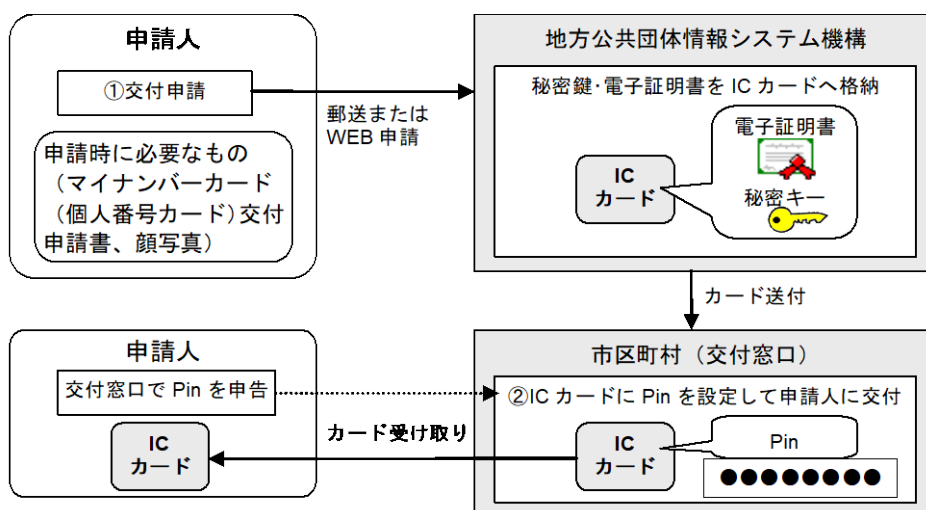 申請人
①交付申請
申請時に必要なもの
(マイナンバーカード
(個人番号カード)交付
申請書、顔写真)
郵送または
WEB 申請
地方公共団体情報システム機構
秘密鍵・電子証明書を IC カードへ格納
電子証明書
IC
カード
秘密キー
カード送付
申請人
交付窓口で Pin を申告
IC
カード
カード受け取り
市区町村(交付窓口)
②IC カードに Pin を設定して申請人に交付
IC
カード
Pin
●●●●●●●●